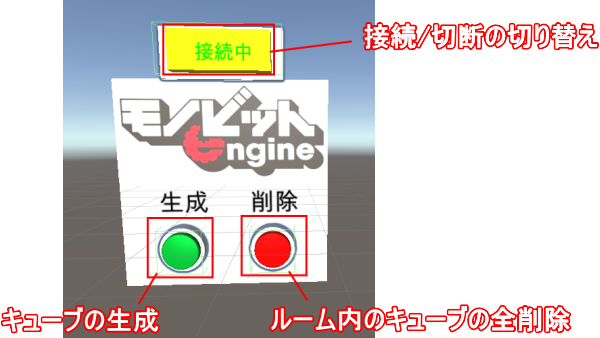 接続中
接続/切断の切り替え
モノビット
engine
生成
削除
キューブの生成
ルーム内のキューブの全削除